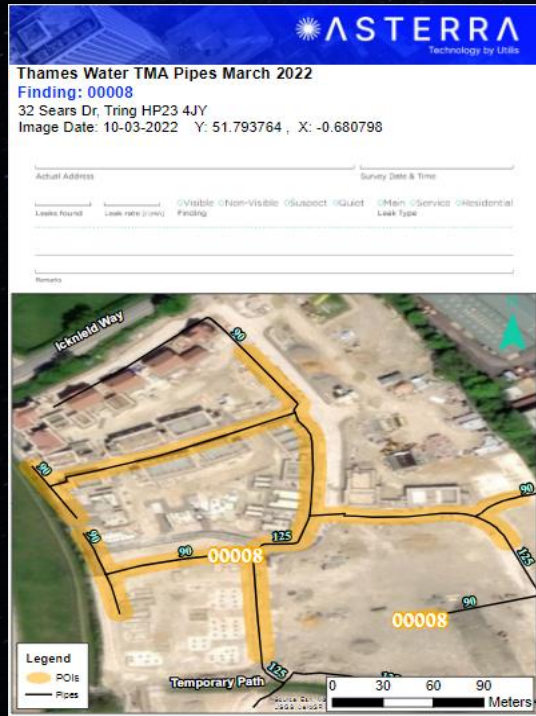 ASTERRA
Technology by Utilis
Thames Water TMA Pipes March 2022
Finding: 00008
32 Sears Dr, Tring HP23 4JY
Image Date: 10-03-2022 Y: 51.793764 , X: -0.680798
Actual Address Survey Date & Time
Visible Non-Visible Suspect Quiet Main Service Residential
Leaks found Leak rate Finding Leak Type
Remarks
Icknield Way
90
90
90
90
125
90
125
00008
90
00008
125
Temporary Path
125
Legend
POIs
Pipes
0 30 60 90
Meters